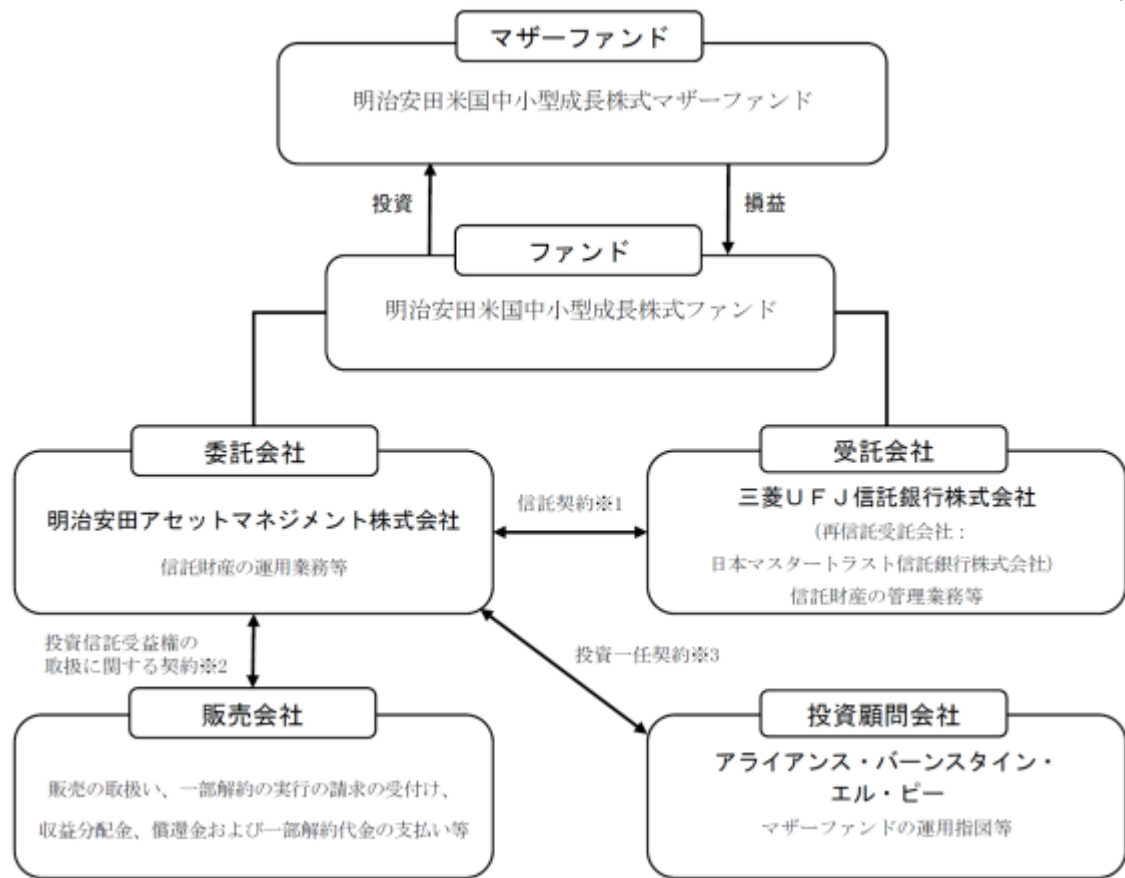 マザーファンド
明治安田米国中小型成長株式マザーファンド
投資
損益
ファンド
明治安田米国中小型成長株式ファンド
委託会社
明治安田アセットマネジメント株式会社
信託財産の運用業務等
信託契約※1
受託会社
三菱UFJ信託銀行株式会社
(再信託受託会社:
日本マスタートラスト信託銀行株式会社)
信託財産の管理業務等
投資信託受益権の
取扱に関する契約※2
投資一任契約※3
販売会社
販売の取扱い、一部解約の実行の請求の受付け、
収益分配金、償還金および一部解約代金の支払い等
投資顧問会社
アライアンス・バーンスタイン・
エル・ピー
マザーファンドの運用指図等